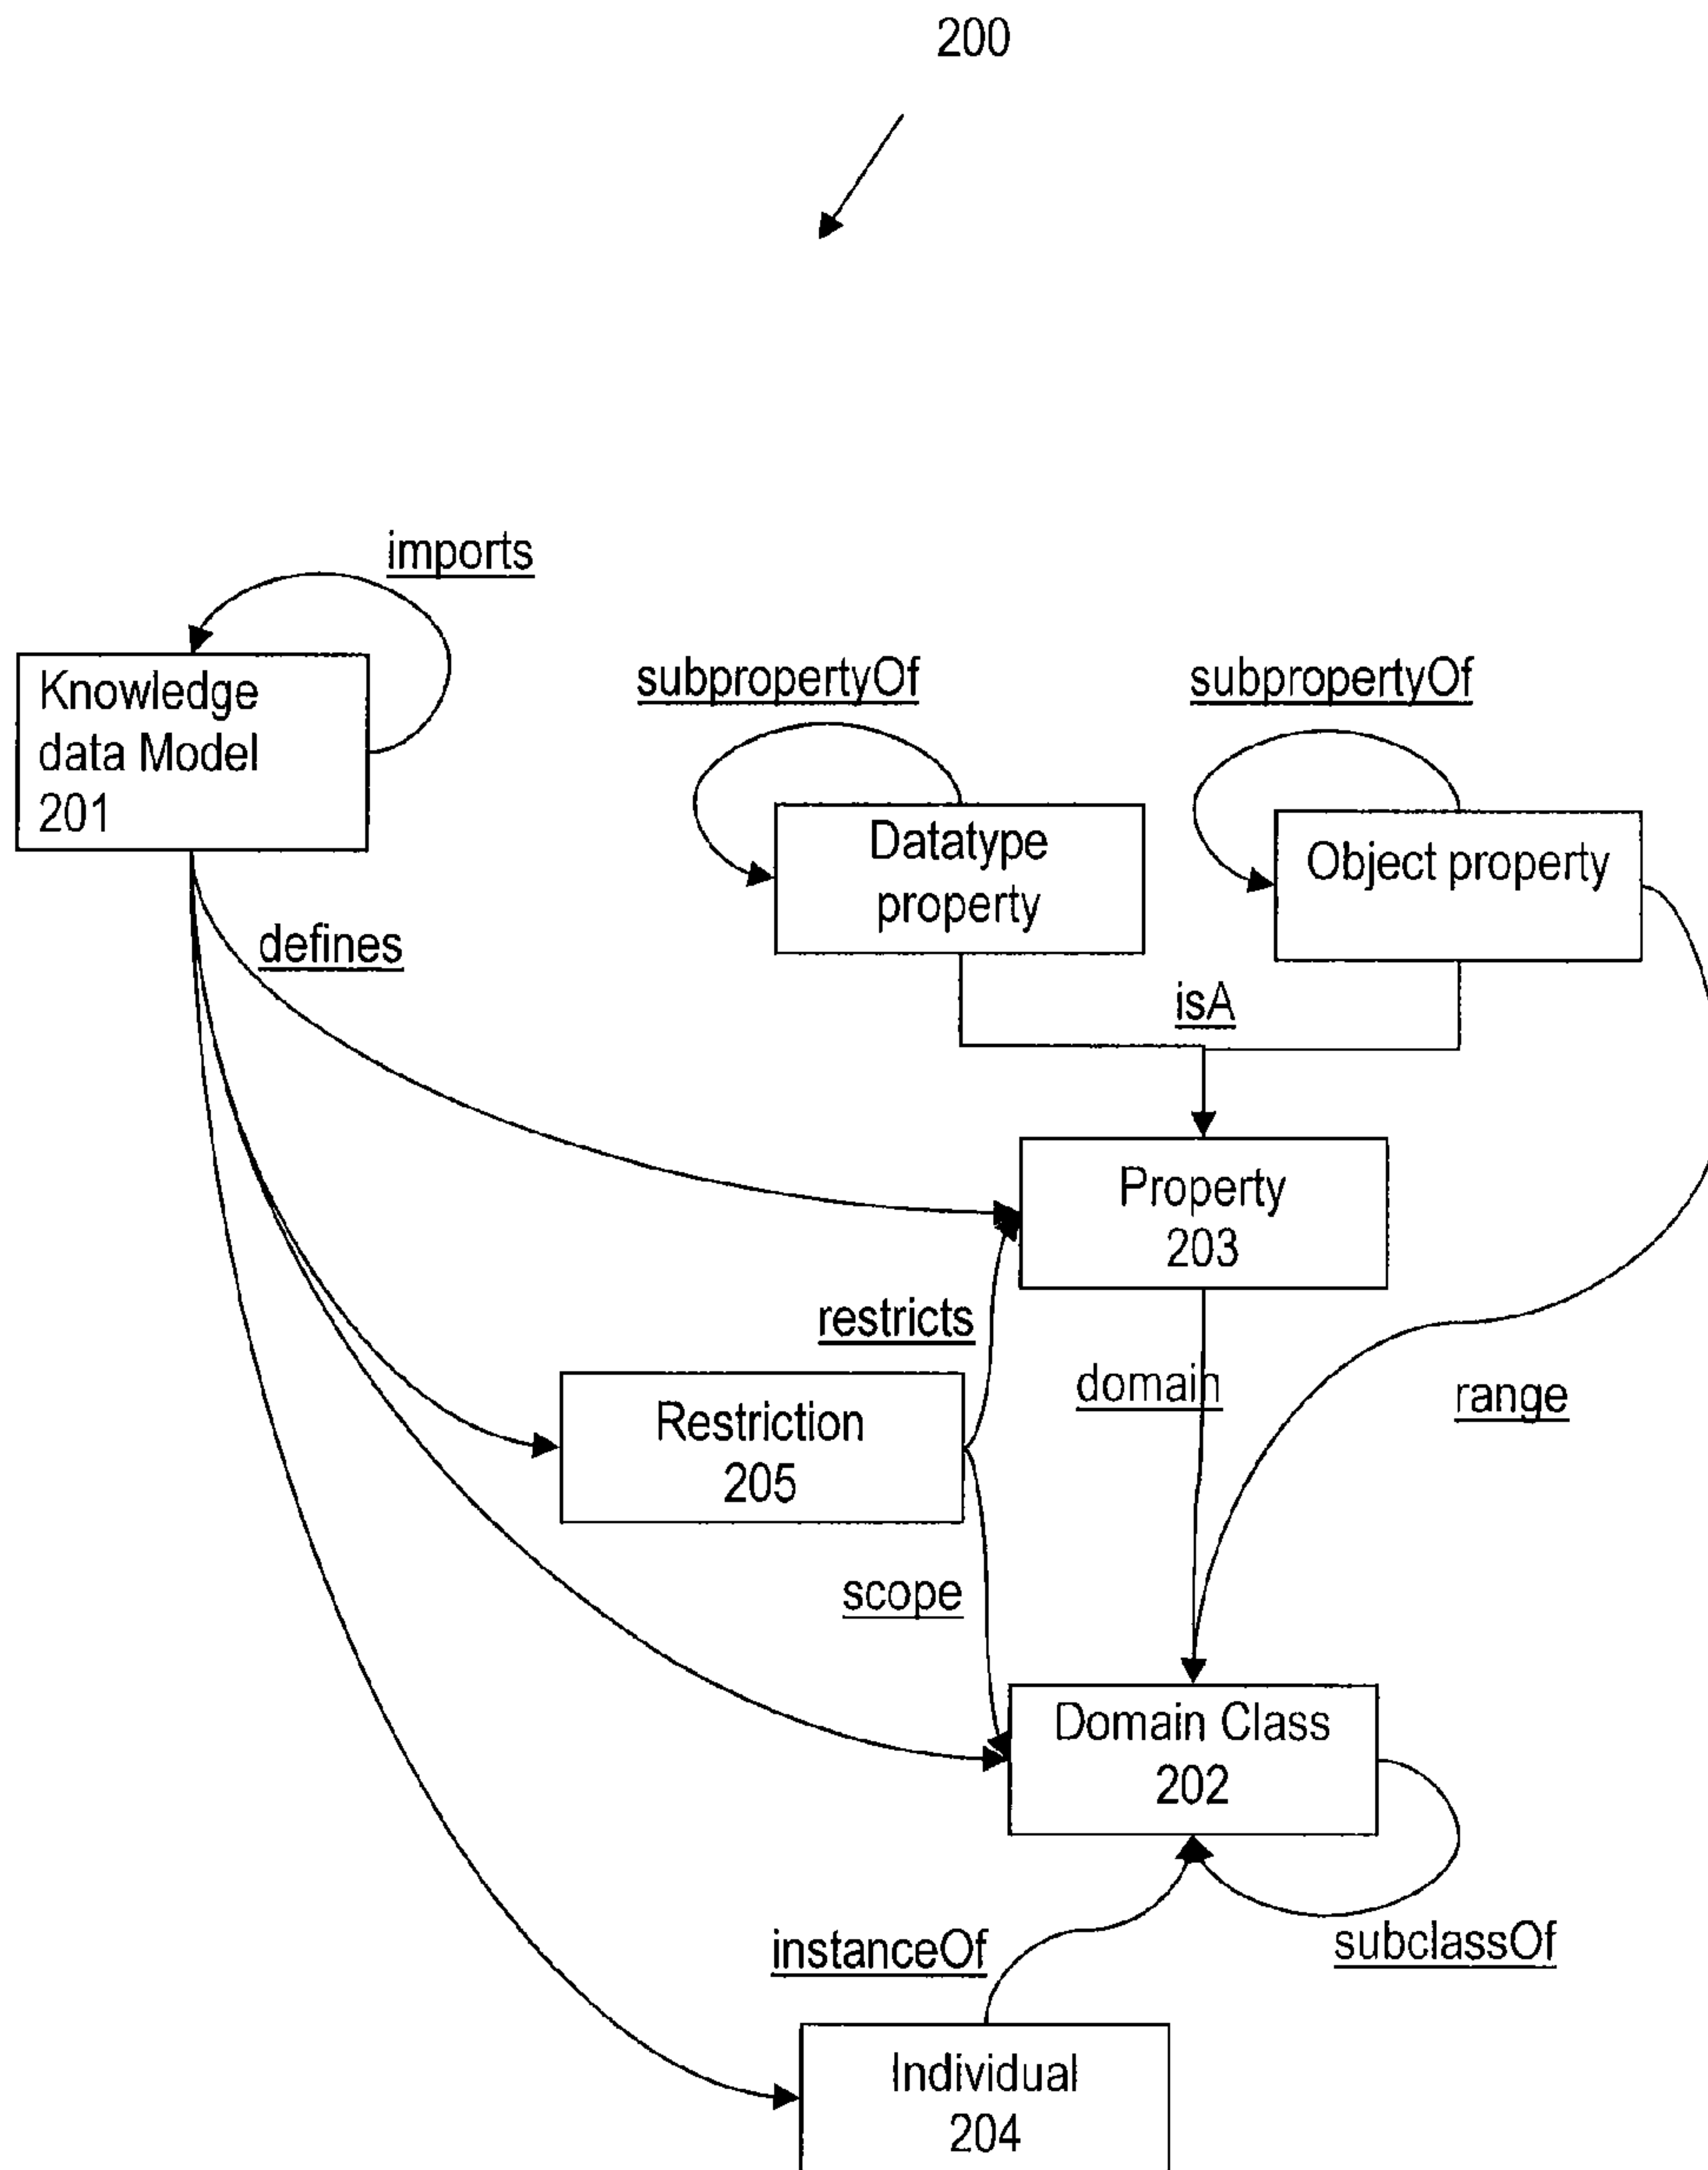 200
imports
Knowledge
data Model
201
subpropertyOf
subpropertyOf
Datatype
property
Object property
defines
isA
Property
203
restricts
domain
range
Restriction
205
scope
Domain Class
202
instanceOf
subclassOf
Individual
204